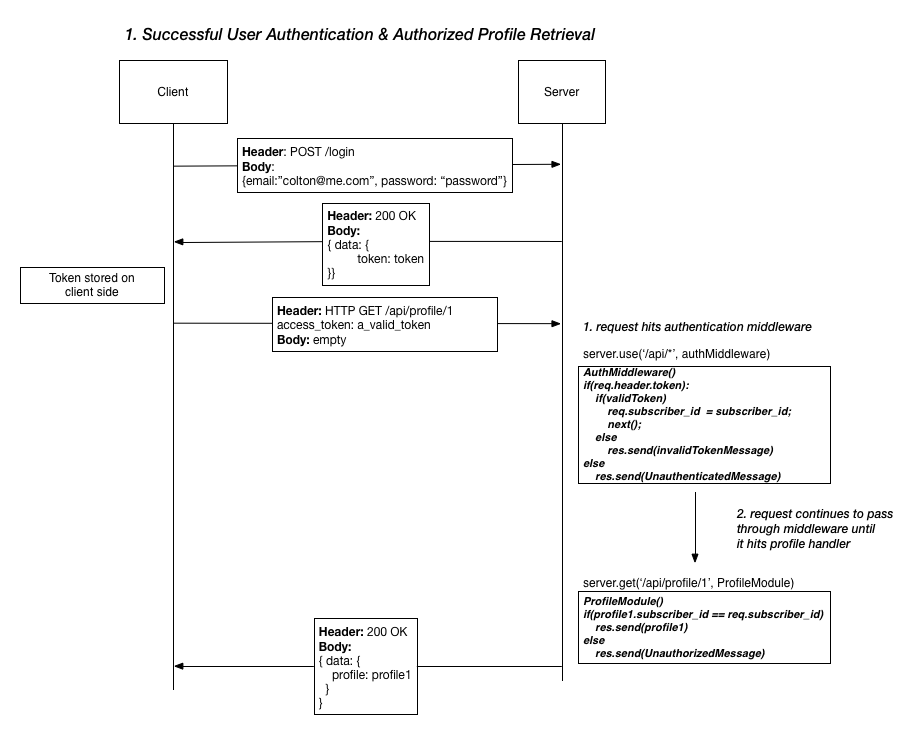 1. Successful User Authentication & Authorized Profile Retrieval
Client
Server
Header: POST /login
Body:
{email:”colton@me.com”, password: “password”}
Header: 200 OK
Body:
{ data: {
token: token
}}
Token stored on
client side
Header: HTTP GET /api/profile/1
access_token: a_valid_token
Body: empty
1. request hits authentication middleware
server.use(‘/api/*’, authMiddleware)
AuthMiddleware()
if(req.header.token):
if(validToken)
req.subscriber_id = subscriber_id;
next();
else
res.send(invalidTokenMessage)
else
res.send(UnauthenticatedMessage)
2. request continues to pass
through middleware until
it hits profile handler
server.get(‘/api/profile/1’, ProfileModule)
ProfileModule()
if(profile1.subscriber_id == req.subscriber_id)
res.send(profile1)
else
res.send(UnauthorizedMessage)
Header: 200 OK
Body:
{ data: {
profile: profile1
}
}